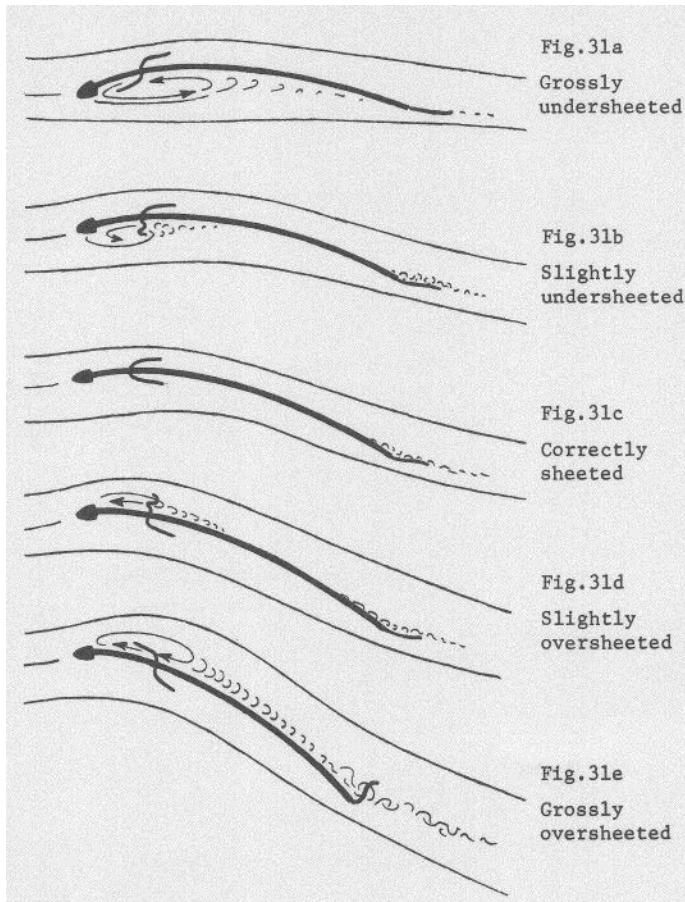 Fig.31a
Grossly
undersheeted
Fig.31b
Slightly
undersheeted
Fig.31c
Correctly
sheeted
Fig.31d
Slightly
oversheeted
Fig.31e
Grossly
oversheeted